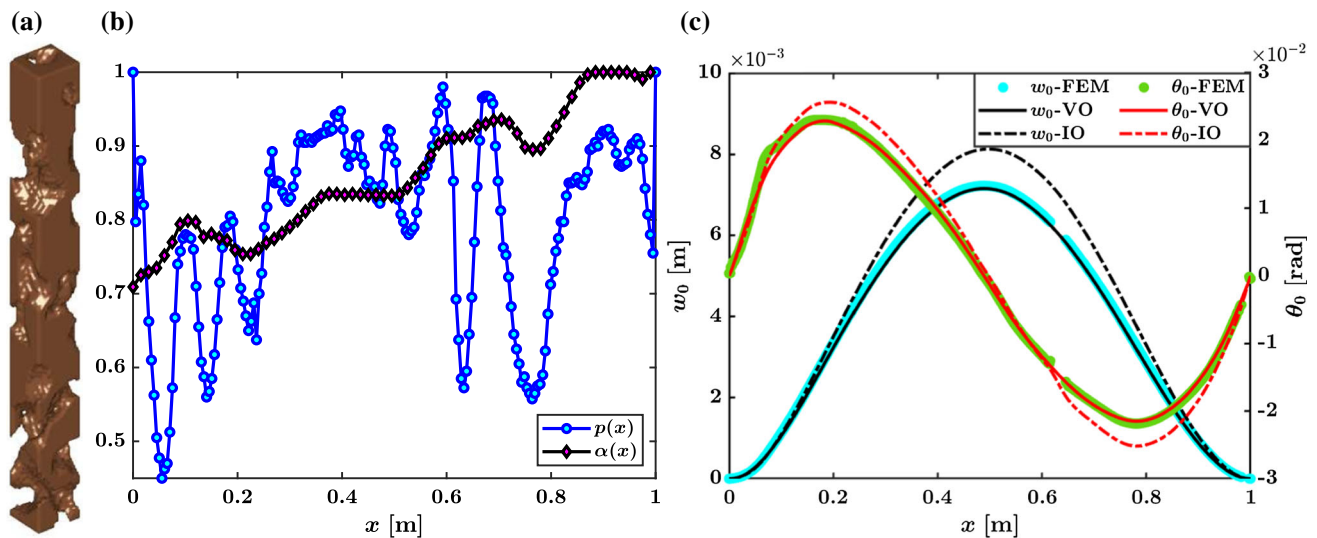 (a)
(b)
1
0.9
0.8
0.7
0.6
0.5
0
0.2
0.4
0.6
0.8
1
x [m]
p(x)
α(x)
(c)
×10⁻³
10
8
6
4
2
0
w₀ [m]
0
0.2
0.4
0.6
0.8
1
x [m]
×10⁻²
3
2
1
0
-1
-2
-3
θ₀ [rad]
w₀-FEM
w₀-VO
w₀-IO
θ₀-FEM
θ₀-VO
θ₀-IO